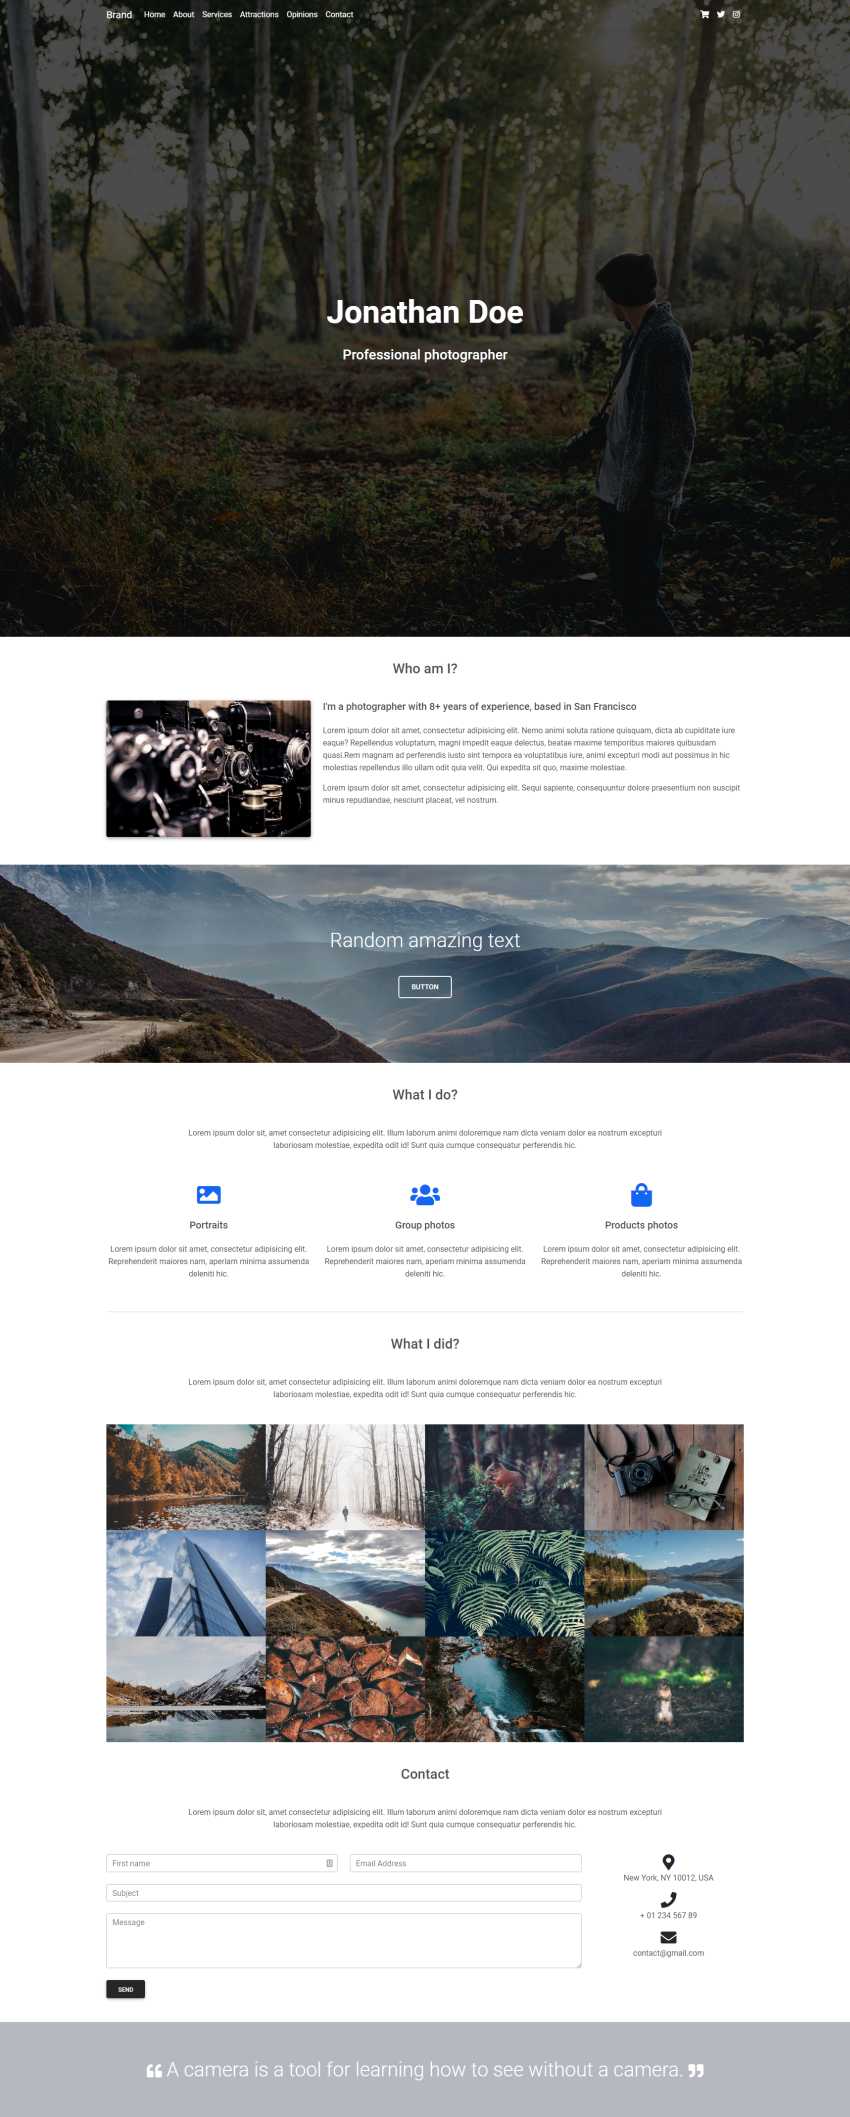 Brand Home About Services Attractions Opinions Contact
Jonathan Doe
Professional photographer
Who am I?
I'm a photographer with 8+ years of experience, based in San Francisco
Lorem ipsum dolor sit amet, consectetur adipisicing elit. Nemo animi soluta ratione quisquam, dicta ab cupiditate iure
eaque? Repellendus voluptatum, magni impedit eaque delectus, beatae maxime temporibus maiores quibusdam
quasi.Rem magnam ad perferendis iusto sint tempora ea voluptatibus iure, animi excepturi modi aut possimus in hic
molestias repellendus illo ullam odit quia velit. Qui expedita sit quo, maxime molestiae.
Lorem ipsum dolor sit amet, consectetur adipisicing elit. Sequi sapiente, consequuntur dolore praesentium non suscipit
minus repudiandae, nesciunt placeat, vel nostrum.
Random amazing text
BUTTON
What I do?
Lorem ipsum dolor sit, amet consectetur adipisicing elit. Illum laborum animi doloremque nam dicta veniam dolor ea nostrum excepturi
laboriosam molestiae, expedita odit id! Sunt quia cumque consequatur perferendis hic.
Portraits
Lorem ipsum dolor sit amet, consectetur adipisicing elit.
Reprehenderit maiores nam, aperiam minima assumenda
deleniti hic.
Group photos
Lorem ipsum dolor sit amet, consectetur adipisicing elit.
Reprehenderit maiores nam, aperiam minima assumenda
deleniti hic.
Products photos
Lorem ipsum dolor sit amet, consectetur adipisicing elit.
Reprehenderit maiores nam, aperiam minima assumenda
deleniti hic.
What I did?
Lorem ipsum dolor sit, amet consectetur adipisicing elit. Illum laborum animi doloremque nam dicta veniam dolor ea nostrum excepturi
laboriosam molestiae, expedita odit id! Sunt quia cumque consequatur perferendis hic.
Contact
Lorem ipsum dolor sit, amet consectetur adipisicing elit. Illum laborum animi doloremque nam dicta veniam dolor ea nostrum excepturi
laboriosam molestiae, expedita odit id! Sunt quia cumque consequatur perferendis hic.
First name
Email Address
Subject
Message
SEND
New York, NY 10012, USA
+ 01 234 567 89
contact@gmail.com
❝ A camera is a tool for learning how to see without a camera. ❞